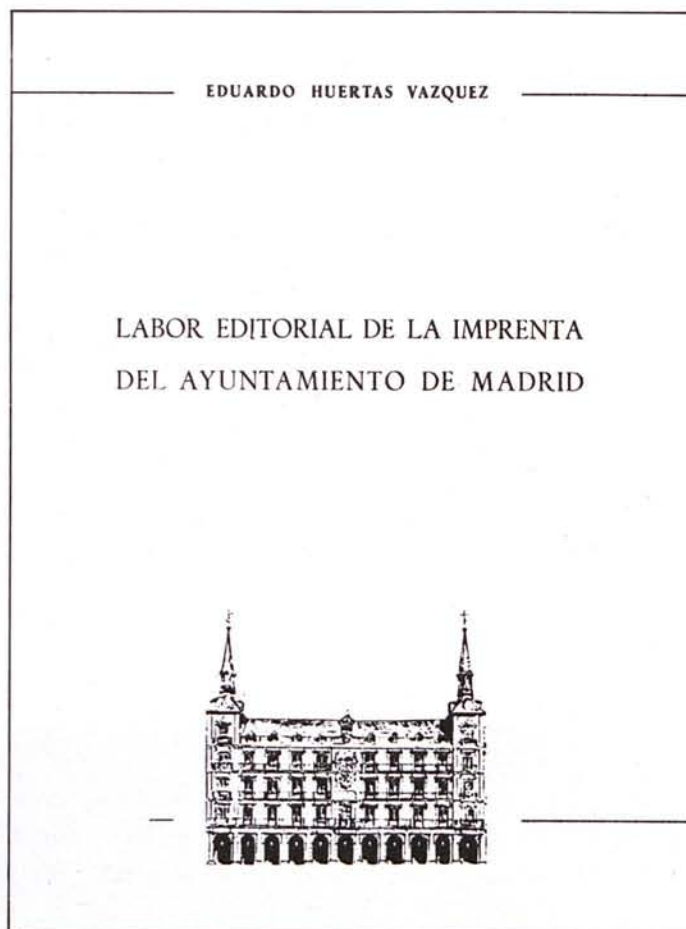 EDUARDO HUERTAS VAZQUEZ
LABOR EDITORIAL DE LA IMPRENTA
DEL AYUNTAMIENTO DE MADRID